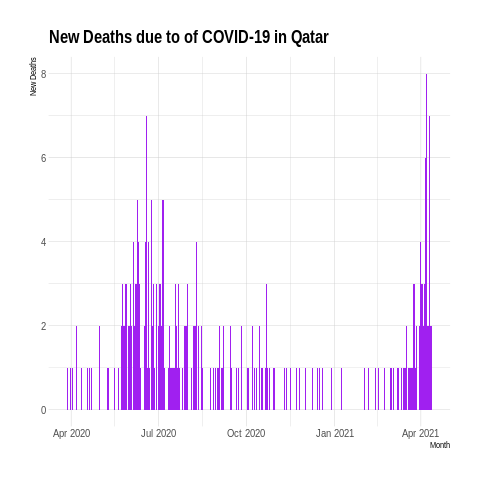 New Deaths due to of COVID-19 in Qatar
New Deaths
8
6
4
2
0
Apr 2020 Jul 2020 Oct 2020 Jan 2021 Apr 2021
Month